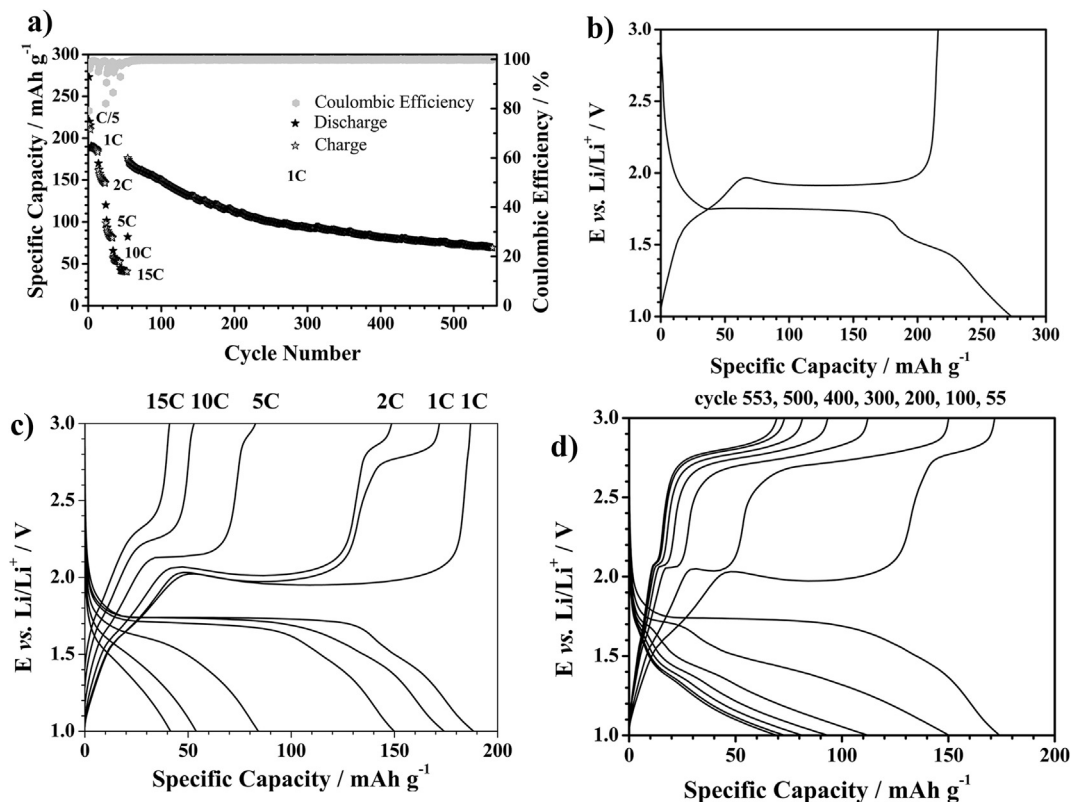 a)
Specific Capacity / mAh g-1
300
250
200
150
100
50
0
C/5
1C
2C
5C
10C
15C
Coulombic Efficiency
Discharge
Charge
1C
100
80
60
40
20
0
Coulombic Efficiency / %
0 100 200 300 400 500
Cycle Number
b)
E vs. Li/Li+ / V
3.0
2.5
2.0
1.5
1.0
0 50 100 150 200 250 300
Specific Capacity / mAh g-1
c)
15C 10C 5C 2C 1C 1C
E vs. Li/Li+ / V
3.0
2.5
2.0
1.5
1.0
0 50 100 150 200
Specific Capacity / mAh g-1
cycle 553, 500, 400, 300, 200, 100, 55
d)
E vs. Li/Li+ / V
3.0
2.5
2.0
1.5
1.0
0 50 100 150 200
Specific Capacity / mAh g-1